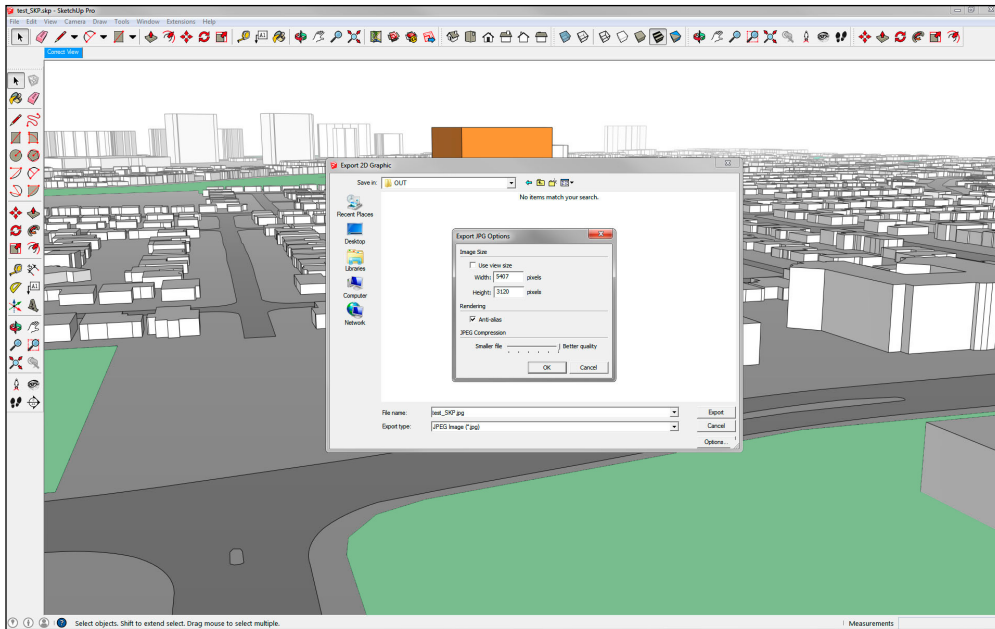 test_SKP.skp - SketchUp Pro
File Edit View Camera Draw Tools Window Extensions Help
A1
Correct View
A1
Export 2D Graphic
Save in: OUT
No items match your search.
Recent Places
Desktop
Libraries
Computer
Network
Export JPG Options
Image Size
Use view size
Width: 5407 pixels
Height: 3120 pixels
Rendering
Anti-alias
JPEG Compression
Smaller file Better quality
OK Cancel
File name: test_SKP.jpg Export
Export type: JPEG Image (*.jpg) Cancel
Options...
Select objects. Shift to extend select. Drag mouse to select multiple. Measurements